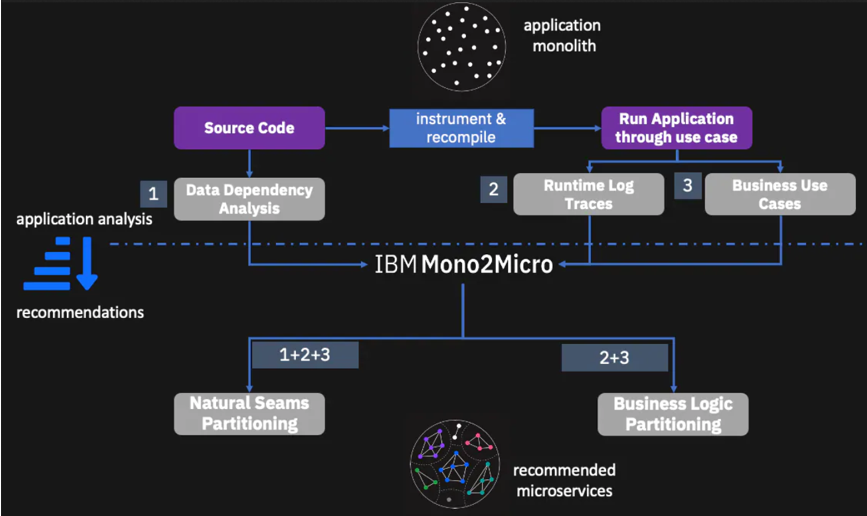 application
monolith
Source Code
instrument &
recompile
Run Application
through use case
1
Data Dependency
Analysis
2
Runtime Log
Traces
3
Business Use
Cases
application analysis
IBM Mono2Micro
recommendations
1+2+3
2+3
Natural Seams
Partitioning
Business Logic
Partitioning
recommended
microservices